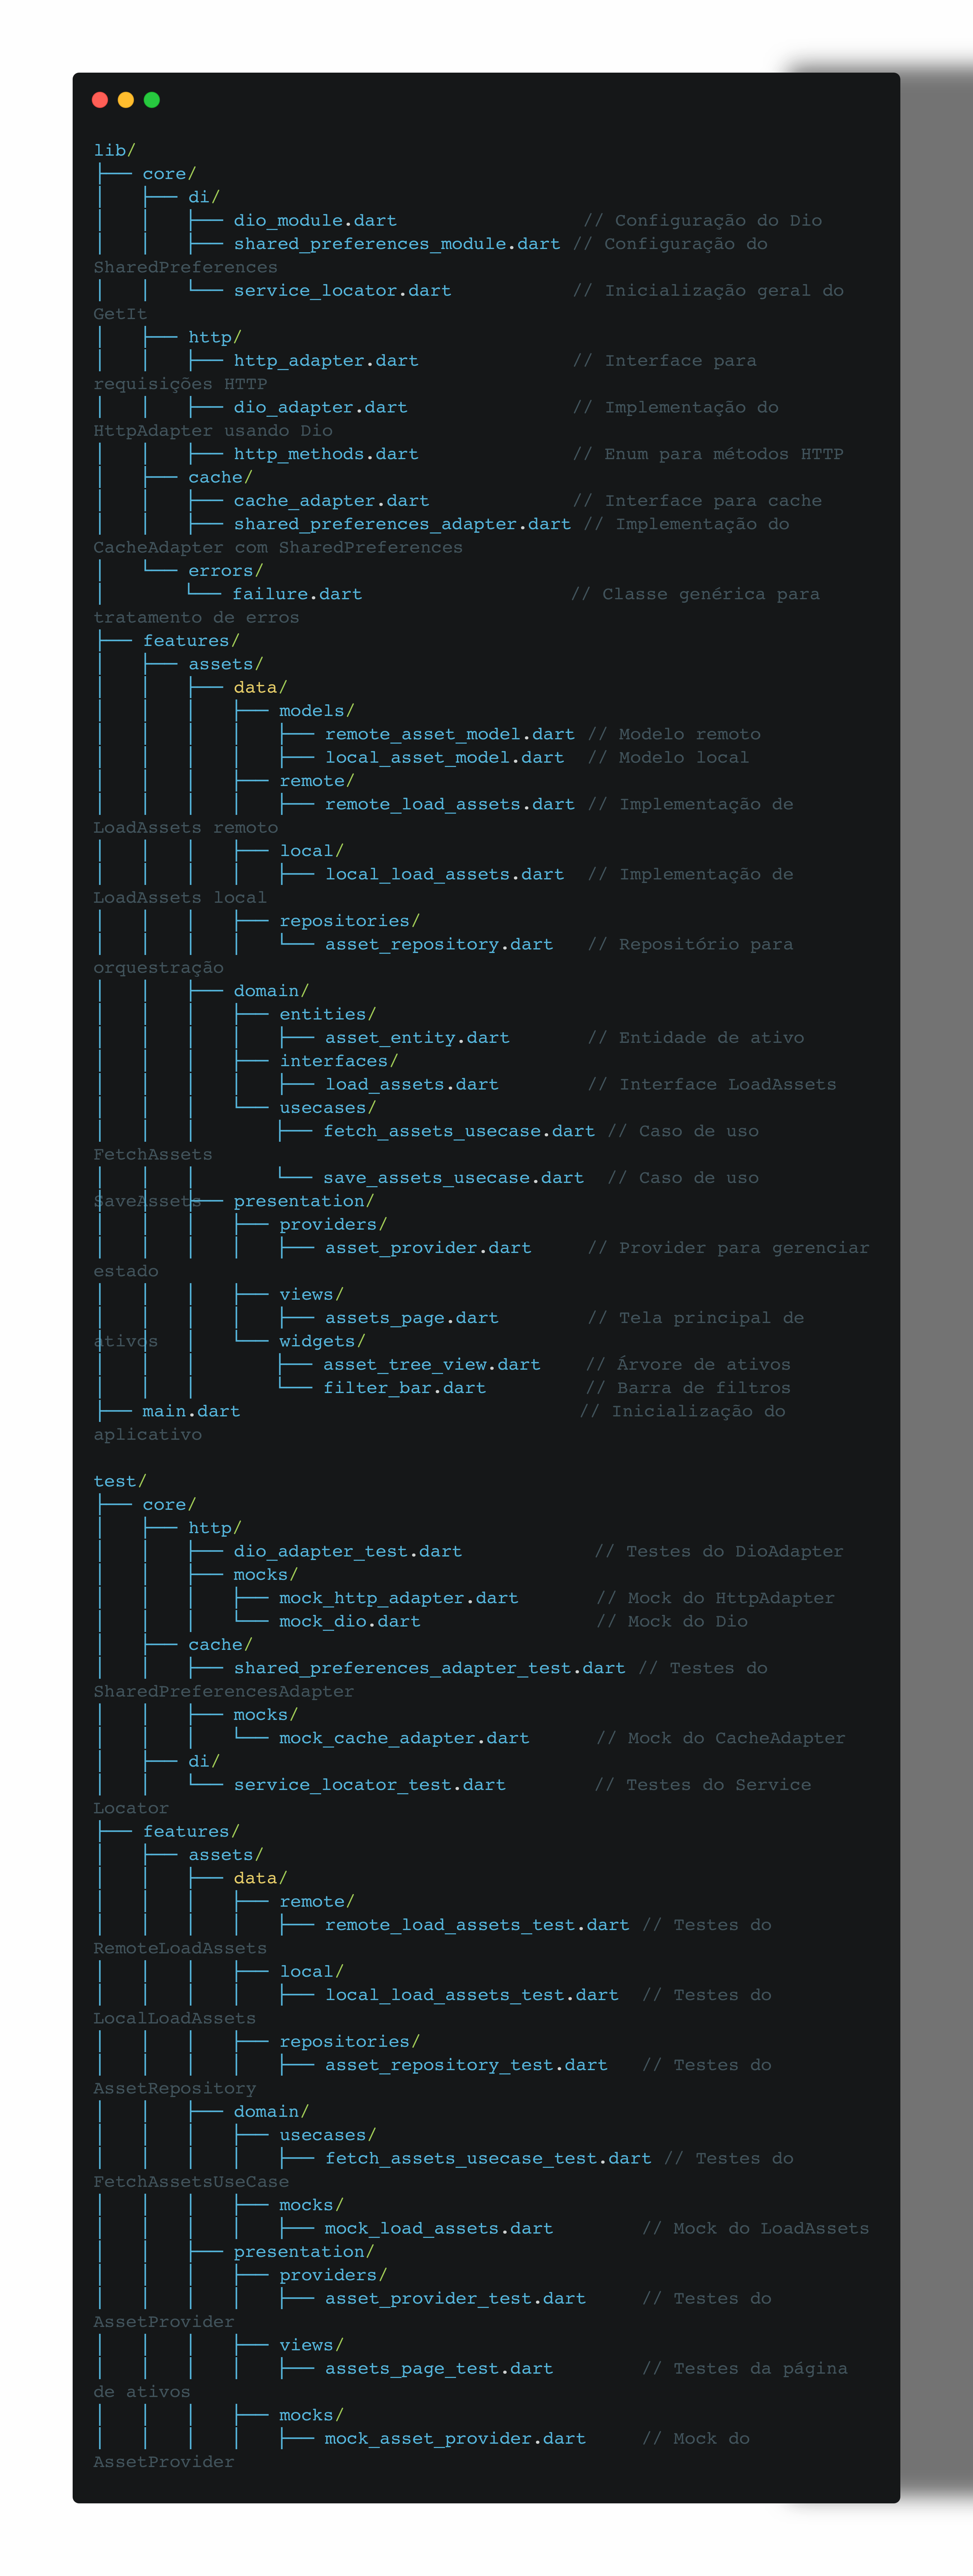 lib/
├── core/
│   ├── di/
│   │   ├── dio_module.dart                 // Configuração do Dio
│   │   ├── shared_preferences_module.dart // Configuração do
SharedPreferences
│   │   └── service_locator.dart           // Inicialização geral do
GetIt
│   ├── http/
│   │   ├── http_adapter.dart              // Interface para
requisições HTTP
│   │   ├── dio_adapter.dart               // Implementação do
HttpAdapter usando Dio
│   │   ├── http_methods.dart              // Enum para métodos HTTP
│   ├── cache/
│   │   ├── cache_adapter.dart             // Interface para cache
│   │   ├── shared_preferences_adapter.dart // Implementação do
CacheAdapter com SharedPreferences
│   └── errors/
│       └── failure.dart                   // Classe genérica para
tratamento de erros
├── features/
│   ├── assets/
│   │   ├── data/
│   │   │   ├── models/
│   │   │   │   ├── remote_asset_model.dart // Modelo remoto
│   │   │   │   ├── local_asset_model.dart  // Modelo local
│   │   │   ├── remote/
│   │   │   │   ├── remote_load_assets.dart // Implementação de
LoadAssets remoto
│   │   │   ├── local/
│   │   │   │   ├── local_load_assets.dart  // Implementação de
LoadAssets local
│   │   │   ├── repositories/
│   │   │   │   └── asset_repository.dart   // Repositório para
orquestração
│   │   ├── domain/
│   │   │   ├── entities/
│   │   │   │   ├── asset_entity.dart       // Entidade de ativo
│   │   │   ├── interfaces/
│   │   │   │   ├── load_assets.dart        // Interface LoadAssets
│   │   │   └── usecases/
│   │   │       ├── fetch_assets_usecase.dart // Caso de uso
FetchAssets
│   │   │       └── save_assets_usecase.dart  // Caso de uso
SaveAssets
│   │   ├── presentation/
│   │   │   ├── providers/
│   │   │   │   ├── asset_provider.dart     // Provider para gerenciar
estado
│   │   │   ├── views/
│   │   │   │   ├── assets_page.dart        // Tela principal de
ativos
│   │   │   └── widgets/
│   │   │       ├── asset_tree_view.dart    // Árvore de ativos
│   │   │       └── filter_bar.dart         // Barra de filtros
├── main.dart                               // Inicialização do
aplicativo

test/
├── core/
│   ├── http/
│   │   ├── dio_adapter_test.dart            // Testes do DioAdapter
│   │   ├── mocks/
│   │   │   ├── mock_http_adapter.dart       // Mock do HttpAdapter
│   │   │   └── mock_dio.dart                // Mock do Dio
│   ├── cache/
│   │   ├── shared_preferences_adapter_test.dart // Testes do
SharedPreferencesAdapter
│   │   ├── mocks/
│   │   │   └── mock_cache_adapter.dart      // Mock do CacheAdapter
│   ├── di/
│   │   └── service_locator_test.dart        // Testes do Service
Locator
├── features/
│   ├── assets/
│   │   ├── data/
│   │   │   ├── remote/
│   │   │   │   ├── remote_load_assets_test.dart // Testes do
RemoteLoadAssets
│   │   │   ├── local/
│   │   │   │   ├── local_load_assets_test.dart  // Testes do
LocalLoadAssets
│   │   │   ├── repositories/
│   │   │   │   ├── asset_repository_test.dart   // Testes do
AssetRepository
│   │   ├── domain/
│   │   │   ├── usecases/
│   │   │   │   ├── fetch_assets_usecase_test.dart // Testes do
FetchAssetsUseCase
│   │   │   ├── mocks/
│   │   │   │   ├── mock_load_assets.dart        // Mock do LoadAssets
│   │   ├── presentation/
│   │   │   ├── providers/
│   │   │   │   ├── asset_provider_test.dart     // Testes do
AssetProvider
│   │   │   ├── views/
│   │   │   │   ├── assets_page_test.dart        // Testes da página
de ativos
│   │   │   ├── mocks/
│   │   │   │   ├── mock_asset_provider.dart     // Mock do
AssetProvider